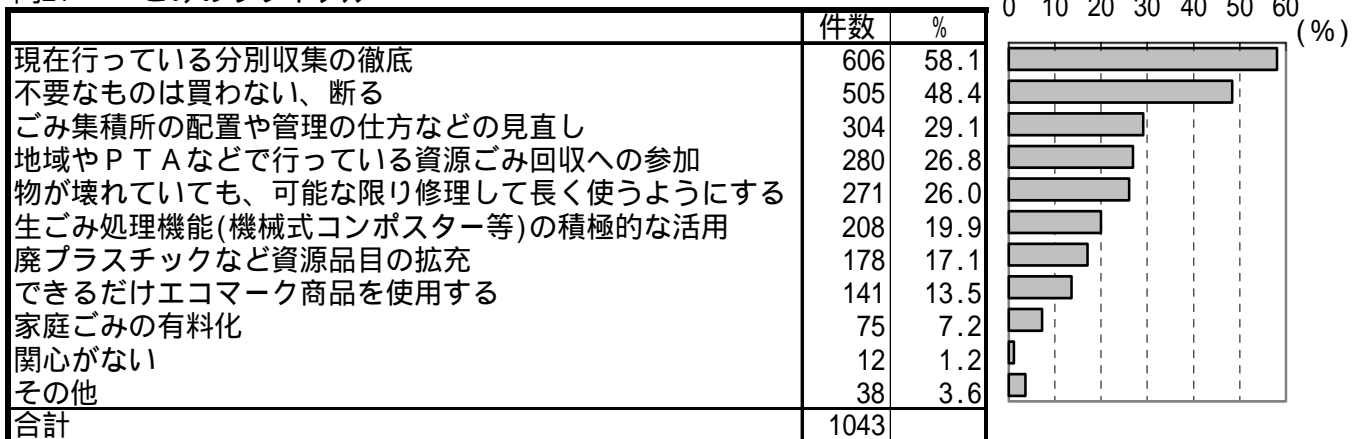 0 10 20 30 40 50 60
(%)
件数 %
現在行っている分別収集の徹底 606 58.1
不要なものは買わない、断る 505 48.4
ごみ集積所の配置や管理の仕方などの見直し 304 29.1
地域やＰＴＡなどで行っている資源ごみ回収への参加 280 26.8
物が壊れていても、可能な限り修理して長く使うようにする 271 26.0
生ごみ処理機能(機械式コンポスター等)の積極的な活用 208 19.9
廃プラスチックなど資源品目の拡充 178 17.1
できるだけエコマーク商品を使用する 141 13.5
家庭ごみの有料化 75 7.2
関心がない 12 1.2
その他 38 3.6
合計 1043